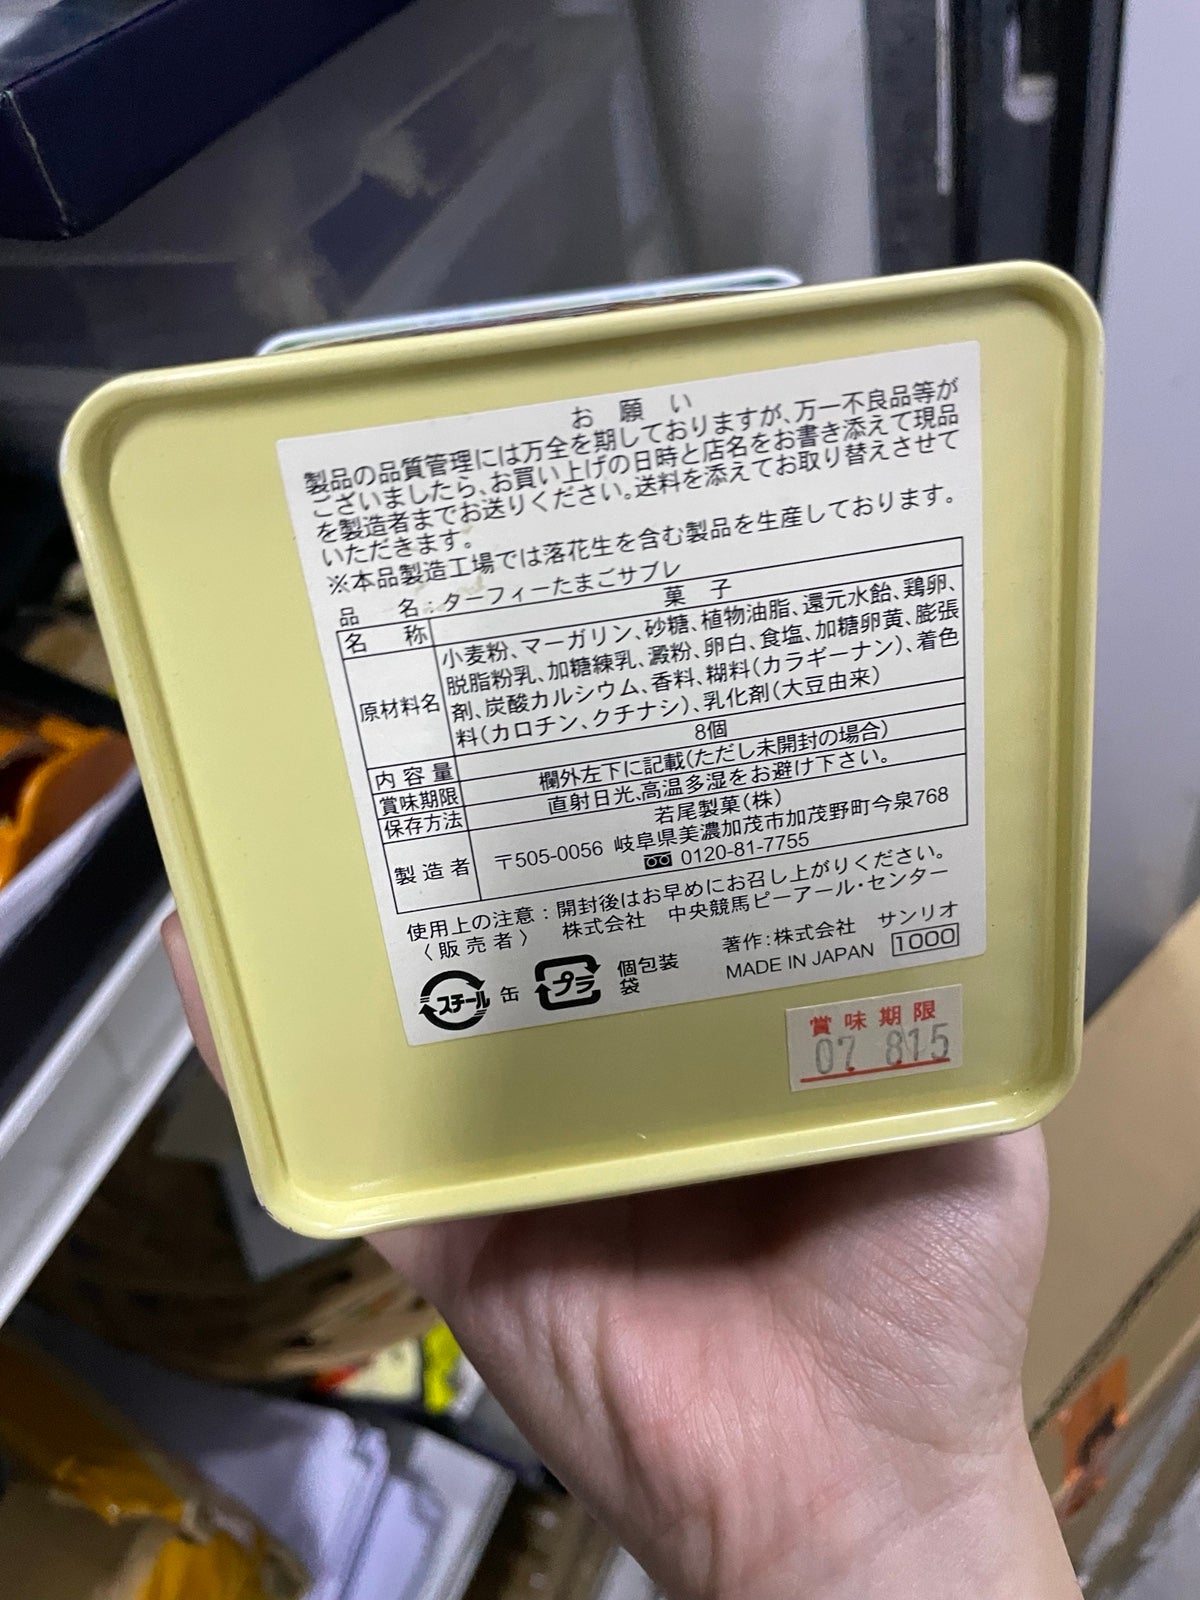 お願い
製品の品質管理には万全を期しておりますが、万一不良品等が
ございましたら、お買い上げの日時と店名をお書き添えて現品
を製造者までお送りください。送料を添えてお取り替えさせて
いただきます。
※本品製造工場では落花生を含む製品を生産しております。
品名：ターフィーたまごサブレ
名称 菓子
原材料名 小麦粉、マーガリン、砂糖、植物油脂、還元水飴、鶏卵、
脱脂粉乳、加糖練乳、澱粉、卵白、食塩、加糖卵黄、膨張
剤、炭酸カルシウム、香料、糊料(カラギーナン)、着色
料(カロチン、クチナシ)、乳化剤(大豆由来)
内容量 8個
賞味期限 欄外左下に記載(ただし未開封の場合)
保存方法 直射日光、高温多湿をお避け下さい。
製造者 若尾製菓(株)
〒505-0056 岐阜県美濃加茂市加茂野町今泉768
0120-81-7755
使用上の注意：開封後はお早めにお召し上がりください。
〈販売者〉 株式会社 中央競馬ピーアール・センター
著作：株式会社 サンリオ
スチール 缶 プラ 個包装
袋
MADE IN JAPAN 1000
賞味期限
07. 8.15